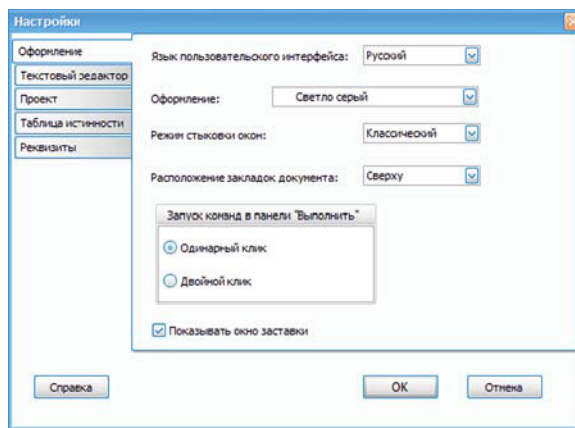 Настройки
Оформление
Текстовый редактор
Проект
Таблица истинности
Реквизиты
Язык пользовательского интерфейса: Русский
Оформление: Светло серый
Режим стыковки окон: Классический
Расположение закладок документа: Сверху
Запуск команд в панели "Выполнить"
Одинарный клик
Двойной клик
Показывать окно заставки
Справка OK Отмена